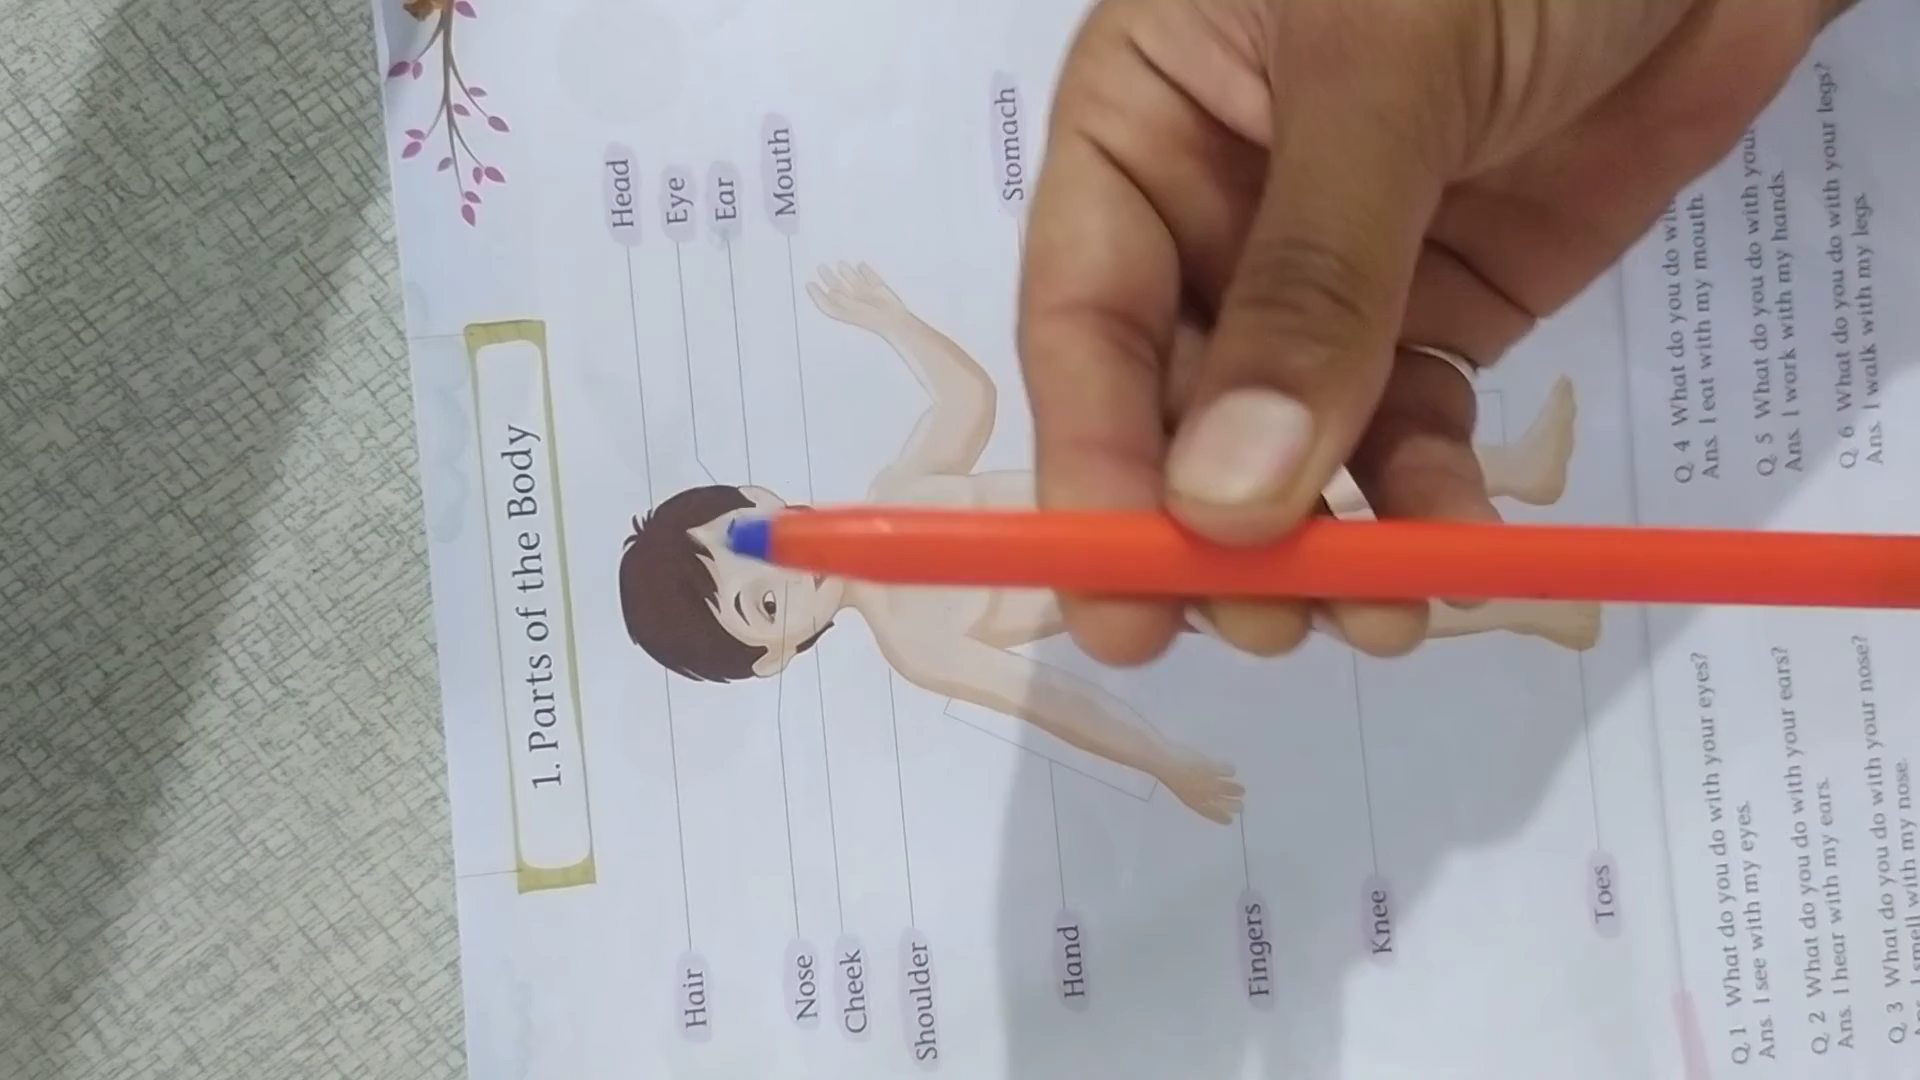 1. Parts of the Body
Head
Eye
Ear
Mouth
Stomach
Hair
Nose
Cheek
Shoulder
Hand
Fingers
Knee
Toes
Q. 1 What do you do with your eyes?
Ans. I see with my eyes.
Q. 2 What do you do with your ears?
Ans. I hear with my ears.
Q. 3 What do you do with your nose?
I smell with my nose.
Q. 4 What do you do
Ans. I eat with my mouth.
Q. 5 What do you do with
Ans. I work with my hands.
Q. 6 What do you do with your legs?
Ans. I walk with my legs.